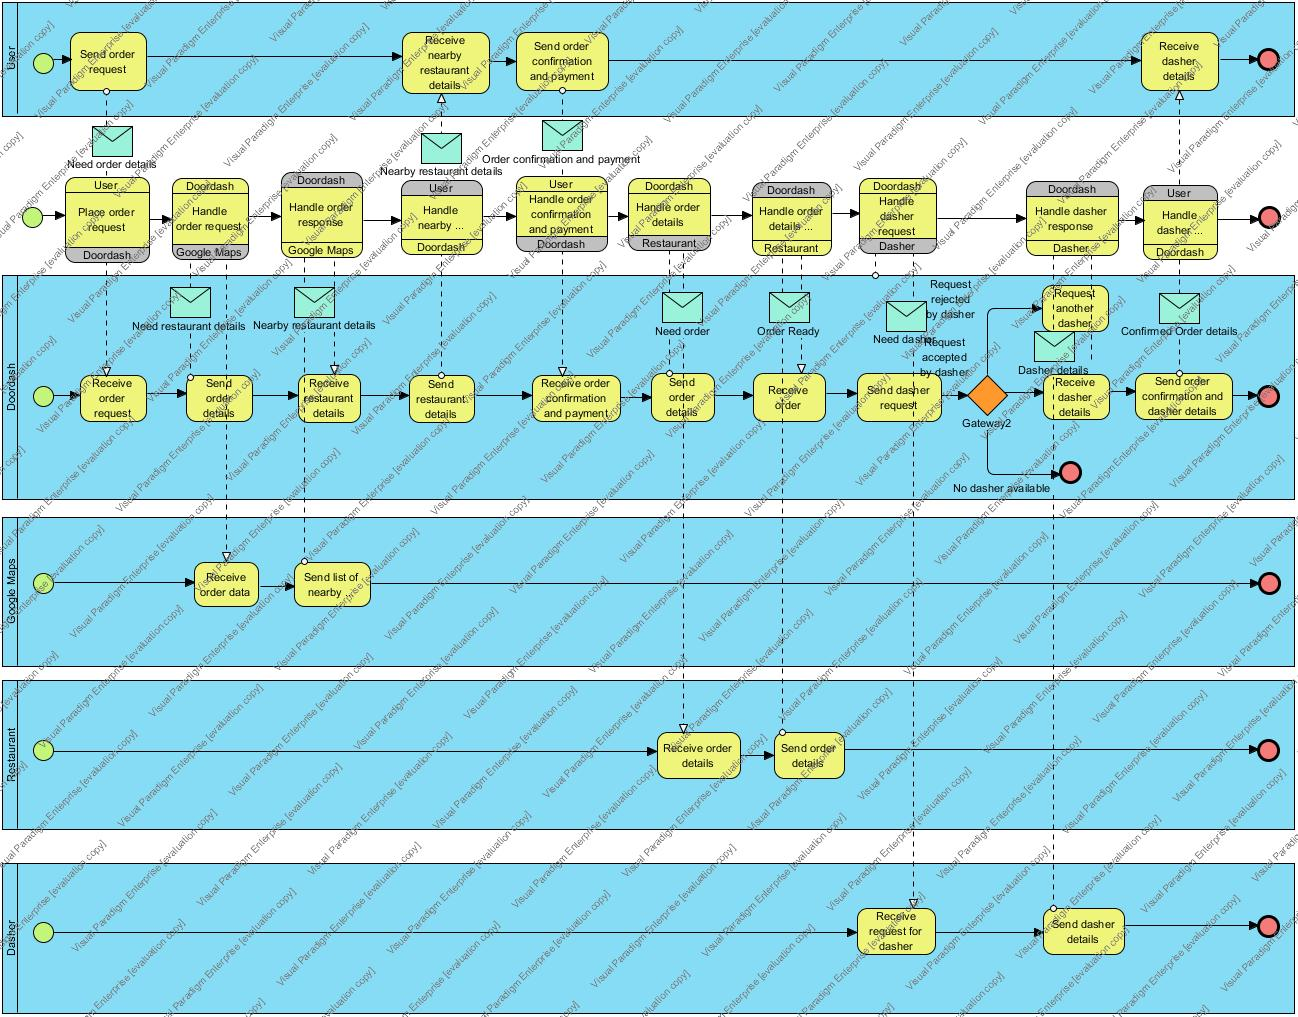 User
Send order
request
Receive
nearby
restaurant
details
Send order
confirmation
and payment
Receive
dasher
details
Need order details
Nearby restaurant details
Order confirmation and payment
User
Place order
request
Doordash
Doordash
Handle
order request
Google Maps
Doordash
Handle order
response
Google Maps
User
Handle
nearby ...
Doordash
User
Handle order
confirmation
and payment
Doordash
Doordash
Handle order
details
Restaurant
Doordash
Handle order
details ...
Restaurant
Doordash
Handle
dasher
request
Dasher
Doordash
Handle dasher
response
Dasher
User
Handle
dasher ...
Doordash
Doordash
Need restaurant details
Nearby restaurant details
Need order
Order Ready
Need dasher
Request
rejected
by dasher
Request
accepted
by dasher
Request
another
dasher
Dasher details
Confirmed Order details
Receive
order
request
Send
order
details
Receive
restaurant
details
Send
restaurant
details
Receive order
confirmation
and payment
Send
order
details
Receive
order
Send dasher
request
Gateway2
Receive
dasher
details
Send order
confirmation and
dasher details
No dasher available
Google Maps
Receive
order data
Send list of
nearby ...
Restaurant
Receive order
details
Send order
details
Dasher
Receive
request for
dasher
Send dasher
details
Visual Paradigm Enterprise [evaluation copy]